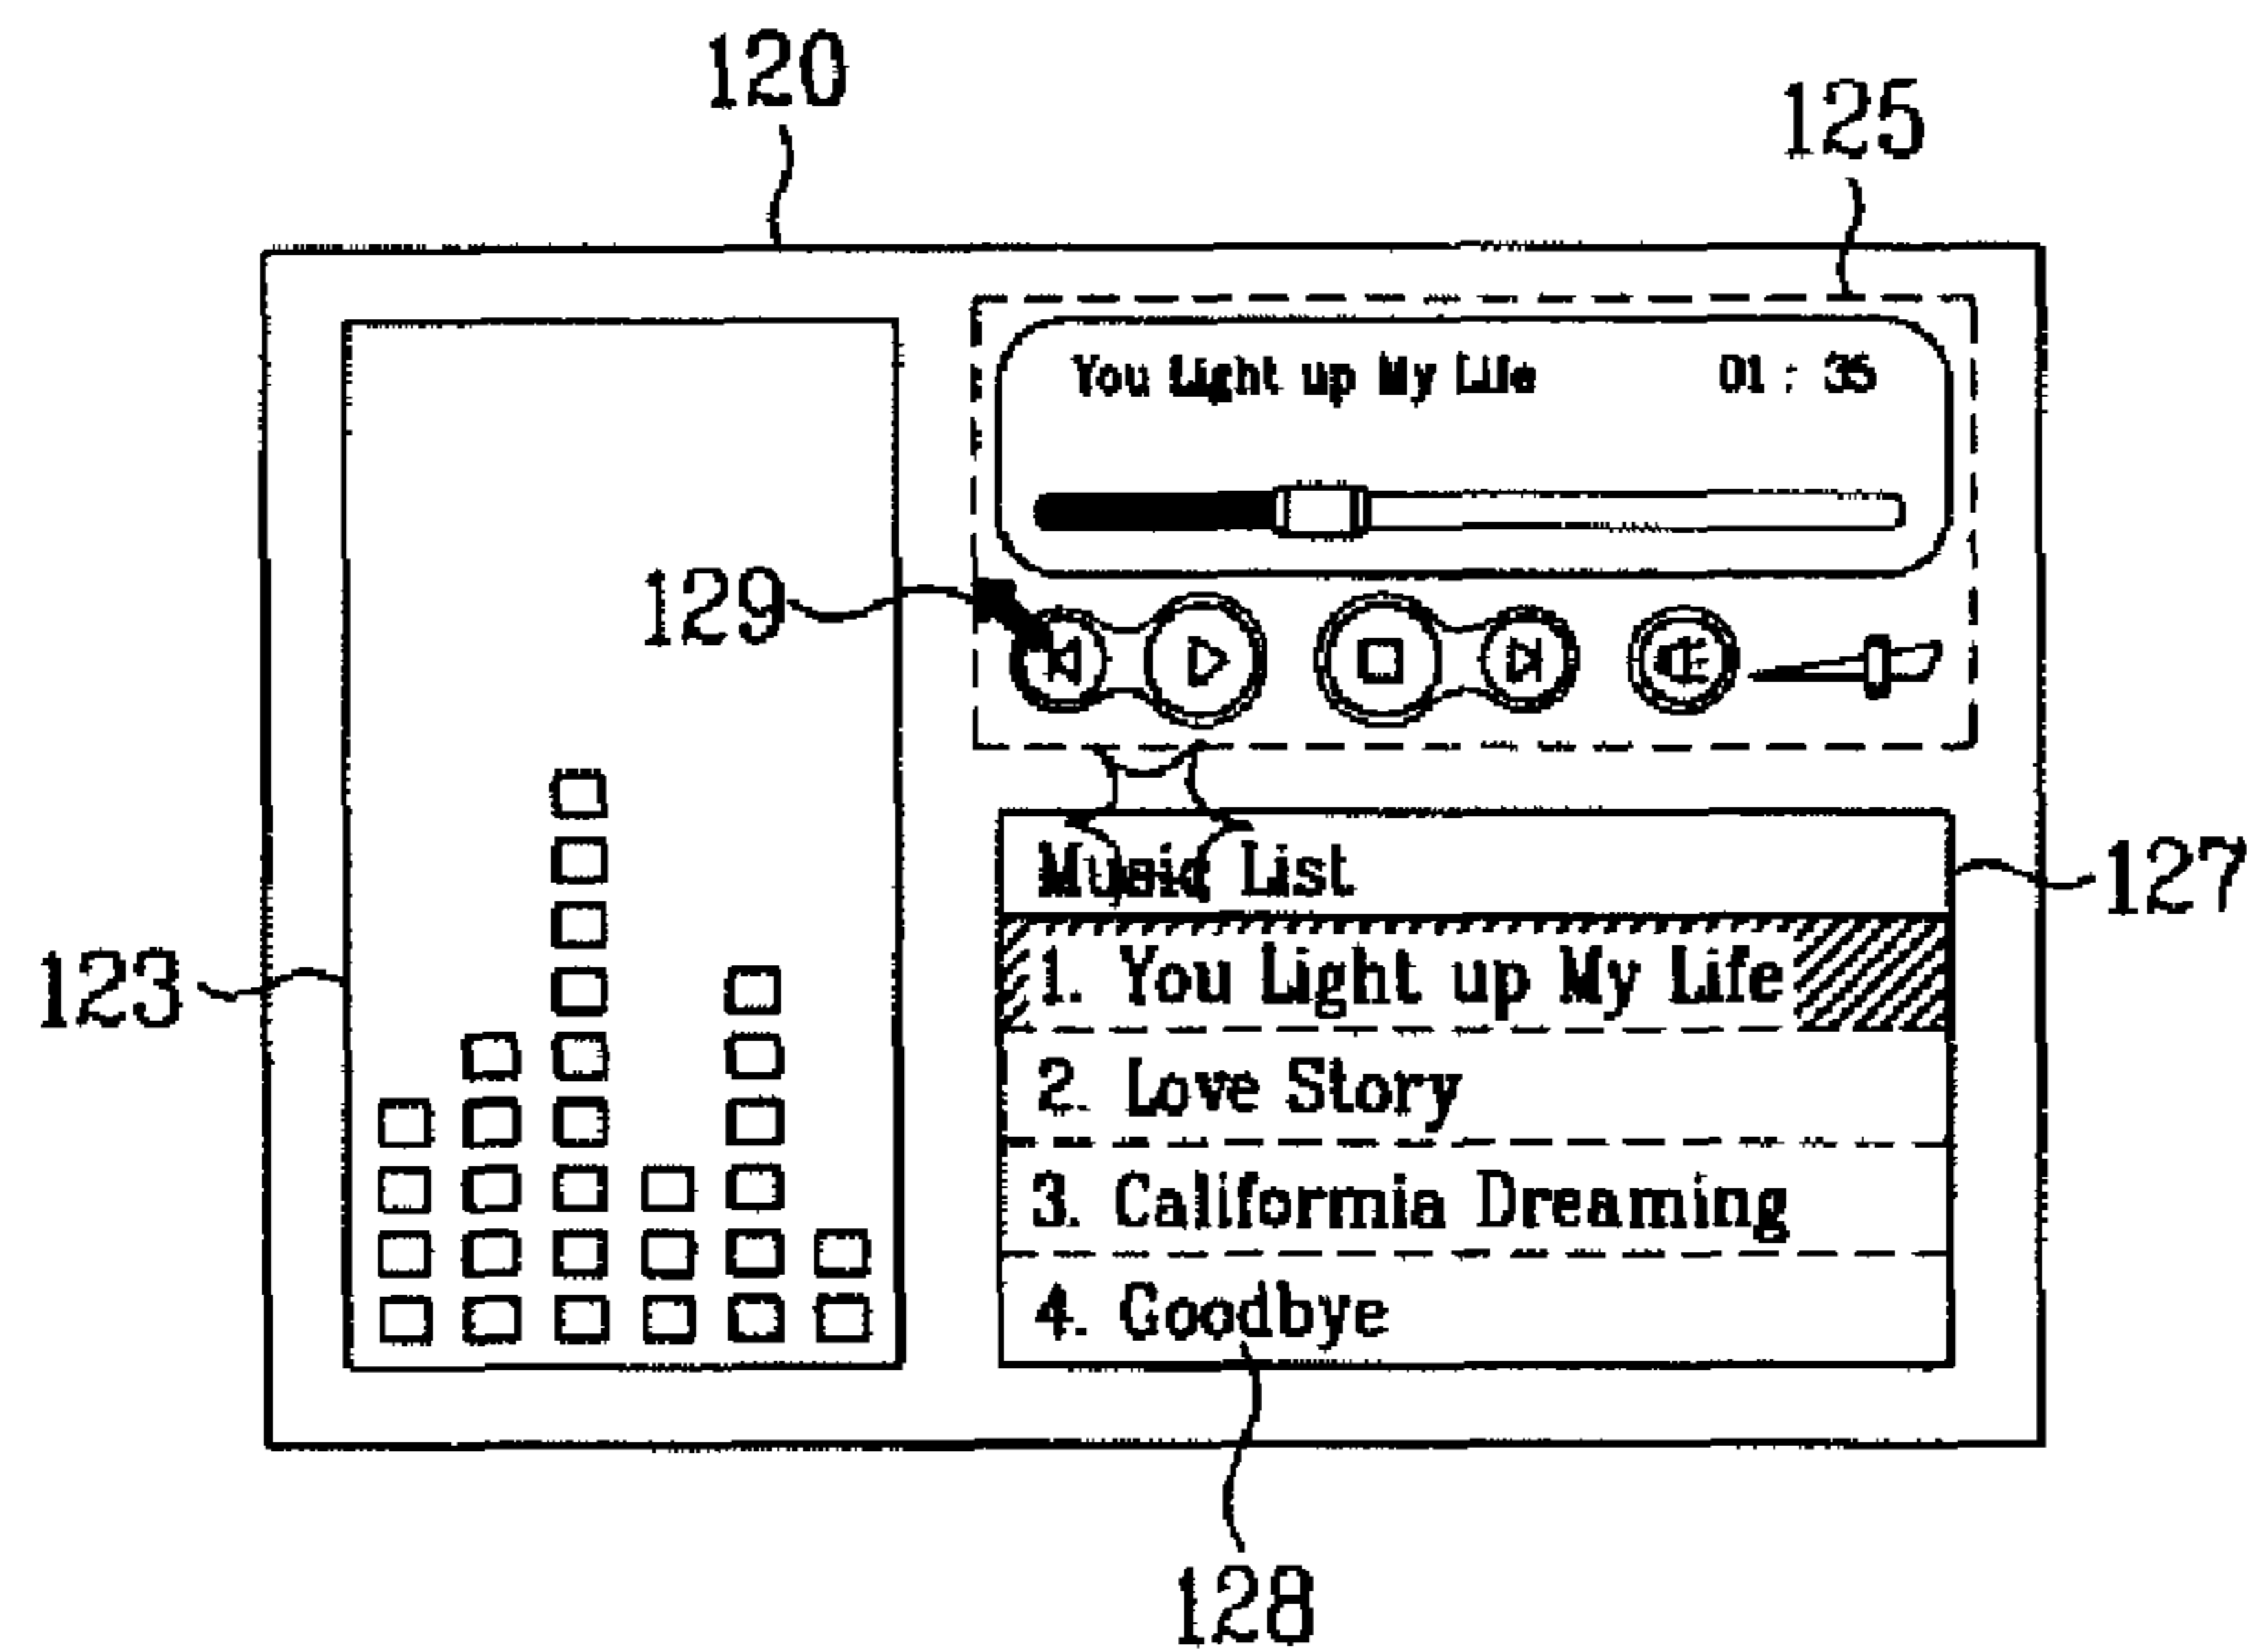 120
125
You Light up My Life 01 : 35
129
Music List
127
1. You Light up My Life
123
2. Love Story
3. Califormia Dreaming
4. Goodbye
128